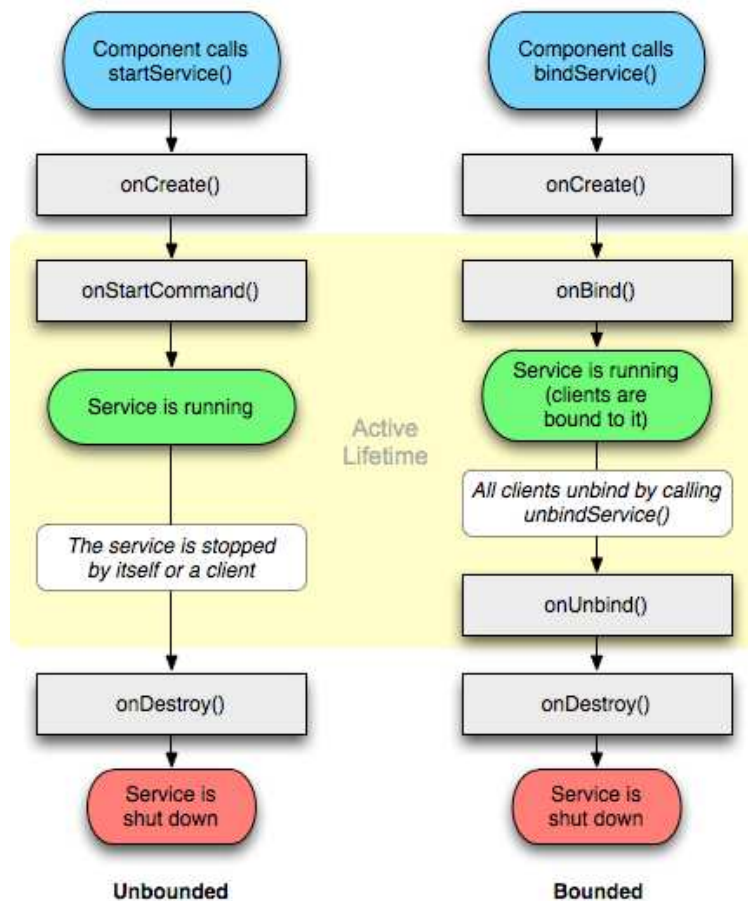 Component calls
startService()
onCreate()
onStartCommand()
Service is running
The service is stopped
by itself or a client
onDestroy()
Service is
shut down
Unbounded
Active
Lifetime
Component calls
bindService()
onCreate()
onBind()
Service is running
(clients are
bound to it)
All clients unbind by calling
unbindService()
onUnbind()
onDestroy()
Service is
shut down
Bounded